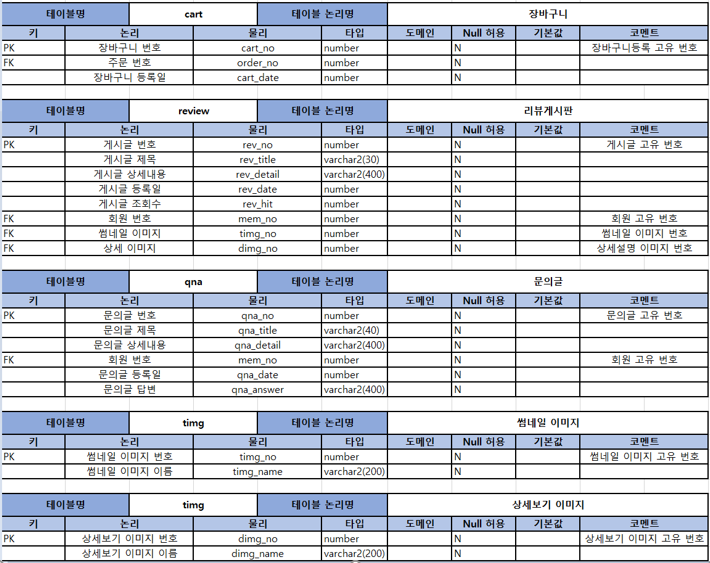 테이블명 cart 테이블 논리명 장바구니
키 논리 물리 타입 도메인 Null 허용 기본값 코멘트
PK 장바구니 번호 cart_no number N 장바구니등록 고유 번호
FK 주문 번호 order_no number N
장바구니 등록일 cart_date number N
테이블명 review 테이블 논리명 리뷰게시판
키 논리 물리 타입 도메인 Null 허용 기본값 코멘트
PK 게시글 번호 rev_no number N 게시글 고유 번호
게시글 제목 rev_title varchar2(30) N
게시글 상세내용 rev_detail varchar2(400) N
게시글 등록일 rev_date number N
게시글 조회수 rev_hit number N
FK 회원 번호 mem_no number N 회원 고유 번호
FK 썸네일 이미지 timg_no number N 썸네일 이미지 번호
FK 상세 이미지 dimg_no number N 상세설명 이미지 번호
테이블명 qna 테이블 논리명 문의글
키 논리 물리 타입 도메인 Null 허용 기본값 코멘트
PK 문의글 번호 qna_no number N 문의글 고유 번호
문의글 제목 qna_title varchar2(40) N
문의글 상세내용 qna_detail varchar2(400) N
FK 회원 번호 mem_no number N 회원 고유 번호
문의글 등록일 qna_date number N
문의글 답변 qna_answer varchar2(400) N
테이블명 timg 테이블 논리명 썸네일 이미지
키 논리 물리 타입 도메인 Null 허용 기본값 코멘트
PK 썸네일 이미지 번호 timg_no number N 썸네일 이미지 고유 번호
썸네일 이미지 이름 timg_name varchar2(200) N
테이블명 timg 테이블 논리명 상세보기 이미지
키 논리 물리 타입 도메인 Null 허용 기본값 코멘트
PK 상세보기 이미지 번호 dimg_no number N 상세보기 이미지 고유 번호
상세보기 이미지 이름 dimg_name varchar2(200) N